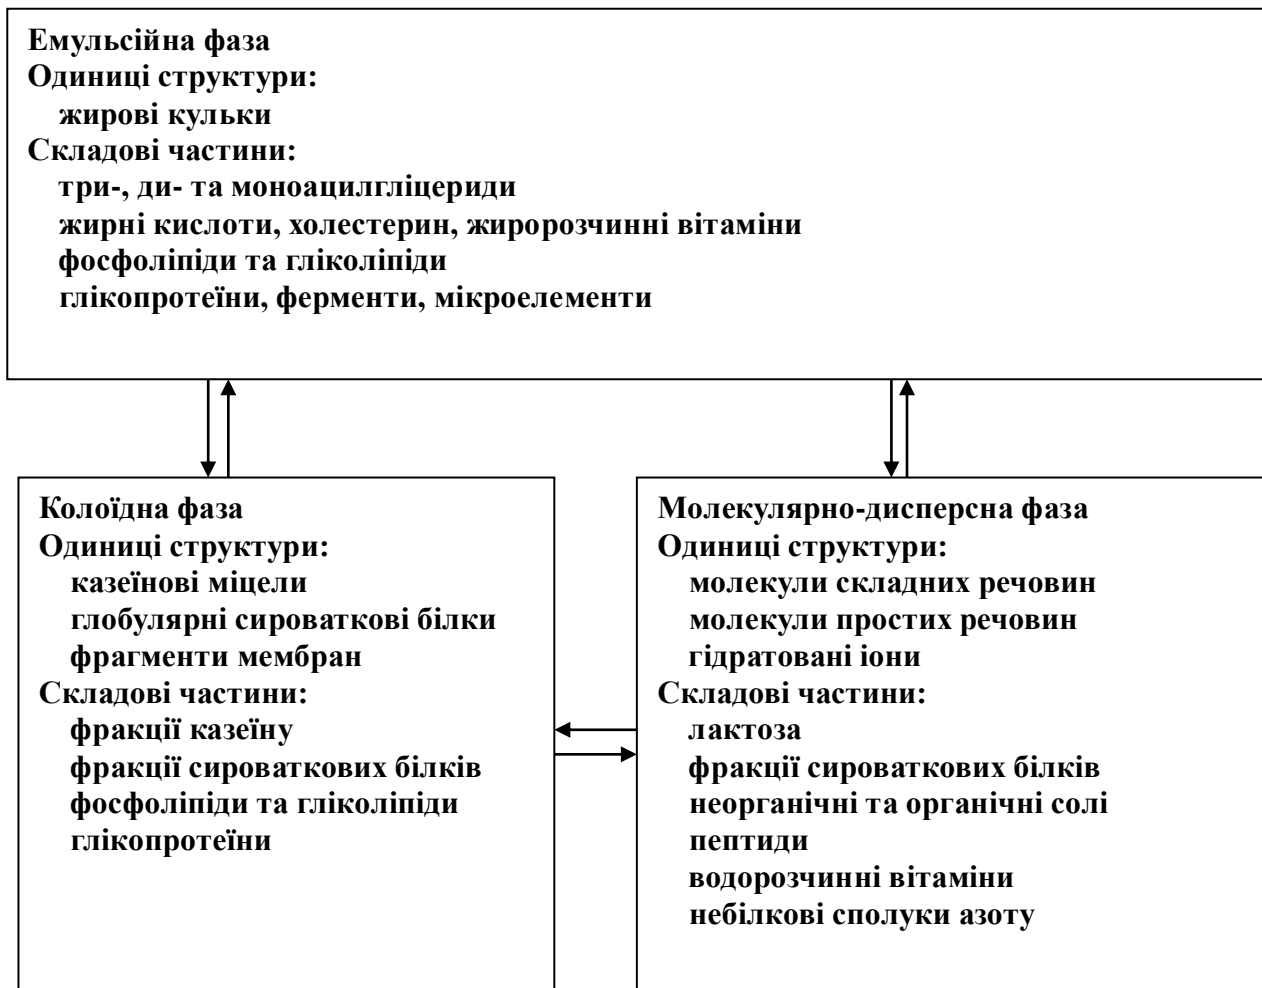 Емульсійна фаза
Одиниці структури:
жирові кульки
Складові частини:
три-, ди- та моноацилгліцериди
жирні кислоти, холестерин, жиророзчинні вітаміни
фосфоліпіди та гліколіпіди
глікопротеїни, ферменти, мікроелементи
Колоїдна фаза
Одиниці структури:
казеїнові міцели
глобулярні сироваткові білки
фрагменти мембран
Складові частини:
фракції казеїну
фракції сироваткових білків
фосфоліпіди та гліколіпіди
глікопротеїни
Молекулярно-дисперсна фаза
Одиниці структури:
молекули складних речовин
молекули простих речовин
гідратовані іони
Складові частини:
лактоза
фракції сироваткових білків
неорганічні та органічні солі
пептиди
водорозчинні вітаміни
небілкові сполуки азоту